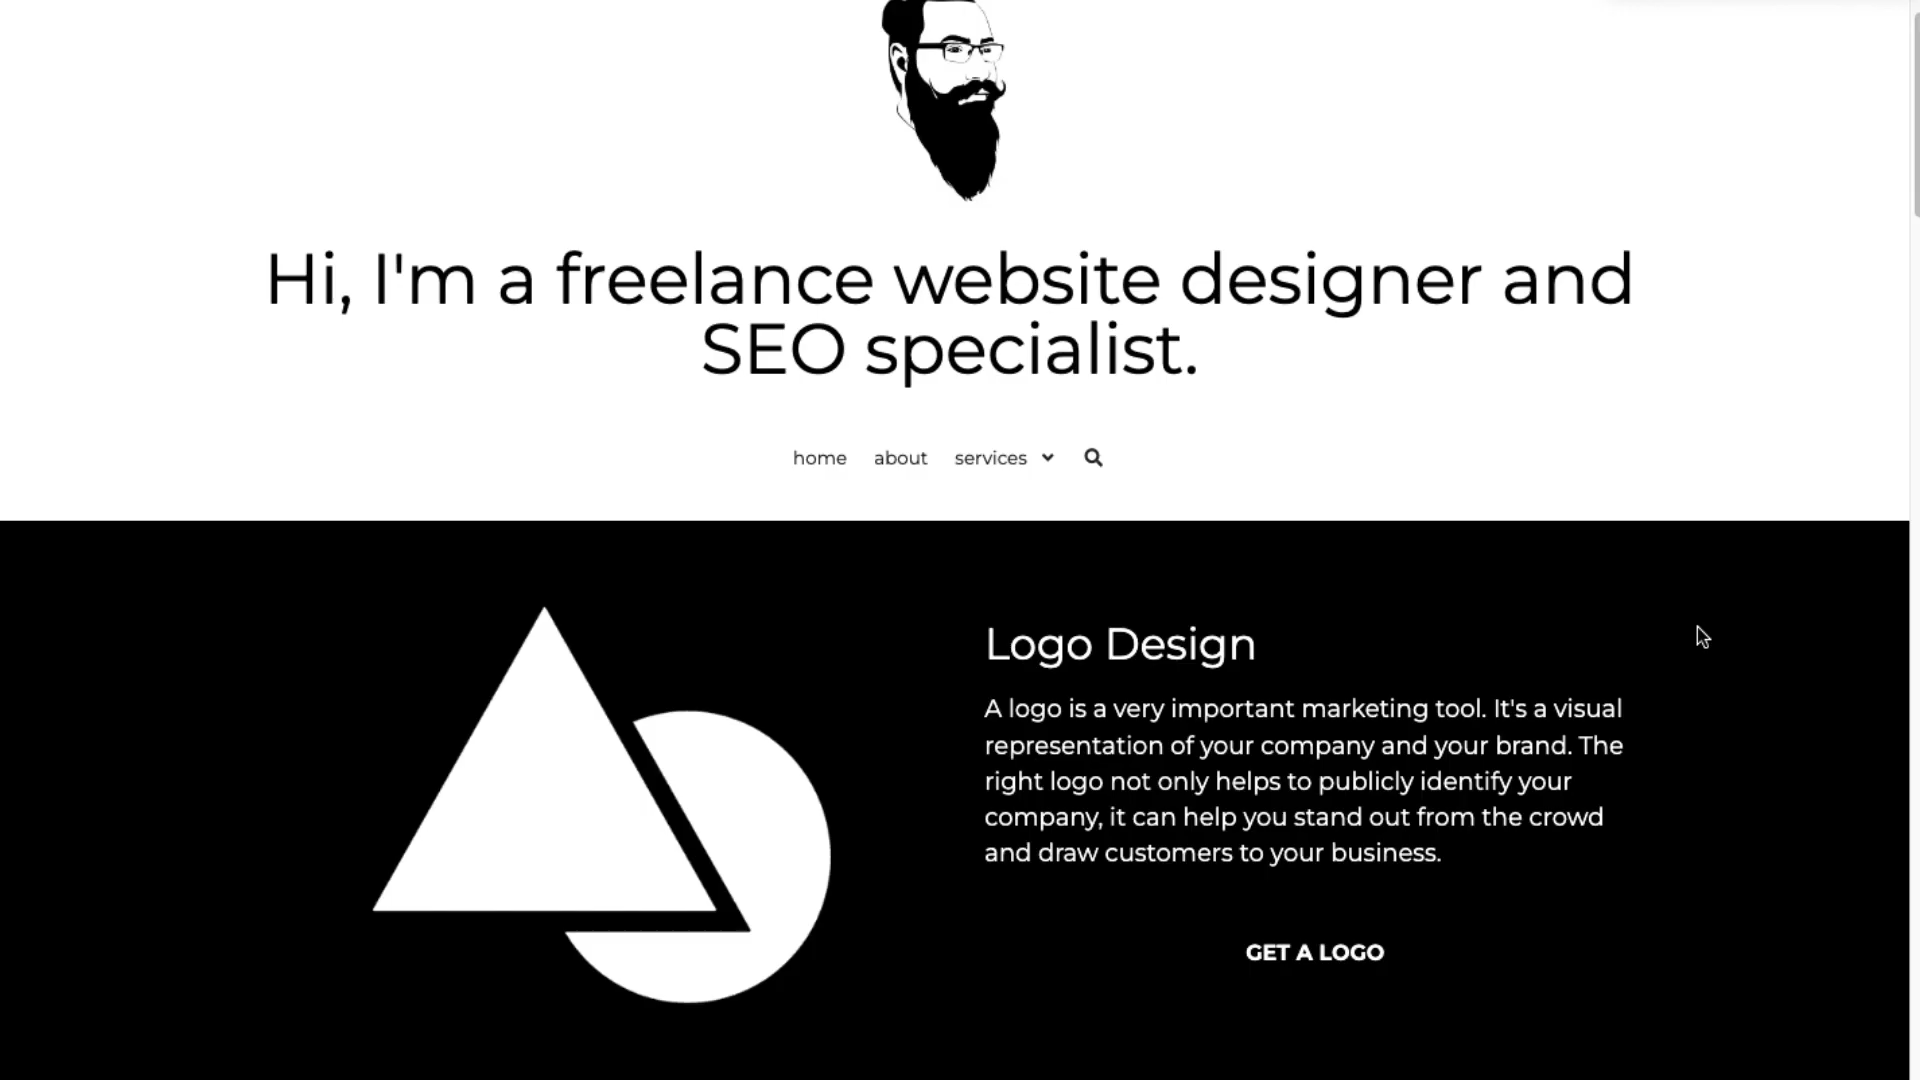 Hi, I'm a freelance website designer and
SEO specialist.
home about services
Logo Design
A logo is a very important marketing tool. It's a visual
representation of your company and your brand. The
right logo not only helps to publicly identify your
company, it can help you stand out from the crowd
and draw customers to your business.
GET A LOGO